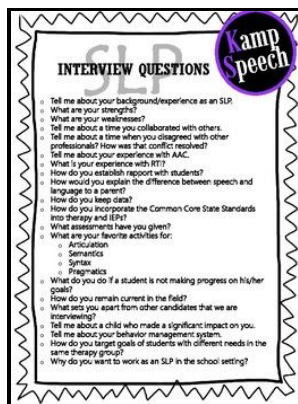 SLP
Kamp
Speech
INTERVIEW QUESTIONS
o Tell me about your background/experience as an SLP.
o What are your strengths?
o What are your weaknesses?
o Tell me about a time you collaborated with others.
o Tell me about a time when you disagreed with other
professionals? How was that conflict resolved?
o Tell me about your experience with AAC.
o What is your experience with RTI?
o How do you establish rapport with students?
o How would you explain the difference between speech and
language to a parent?
o How do you keep data?
o How do you incorporate the Common Core State Standards
into therapy and IEPs?
o What assessments have you given?
o What are your favorite activities for:
o Articulation
o Semantics
o Syntax
o Pragmatics
o What do you do if a student is not making progress on his/her
goals?
o How do you remain current in the field?
o What sets you apart from other candidates that we are
interviewing?
o Tell me about a child who made a significant impact on you.
o Tell me about your behavior management system.
o How do you target goals of students with different needs in the
same therapy group?
o Why do you want to work as an SLP in the school setting?